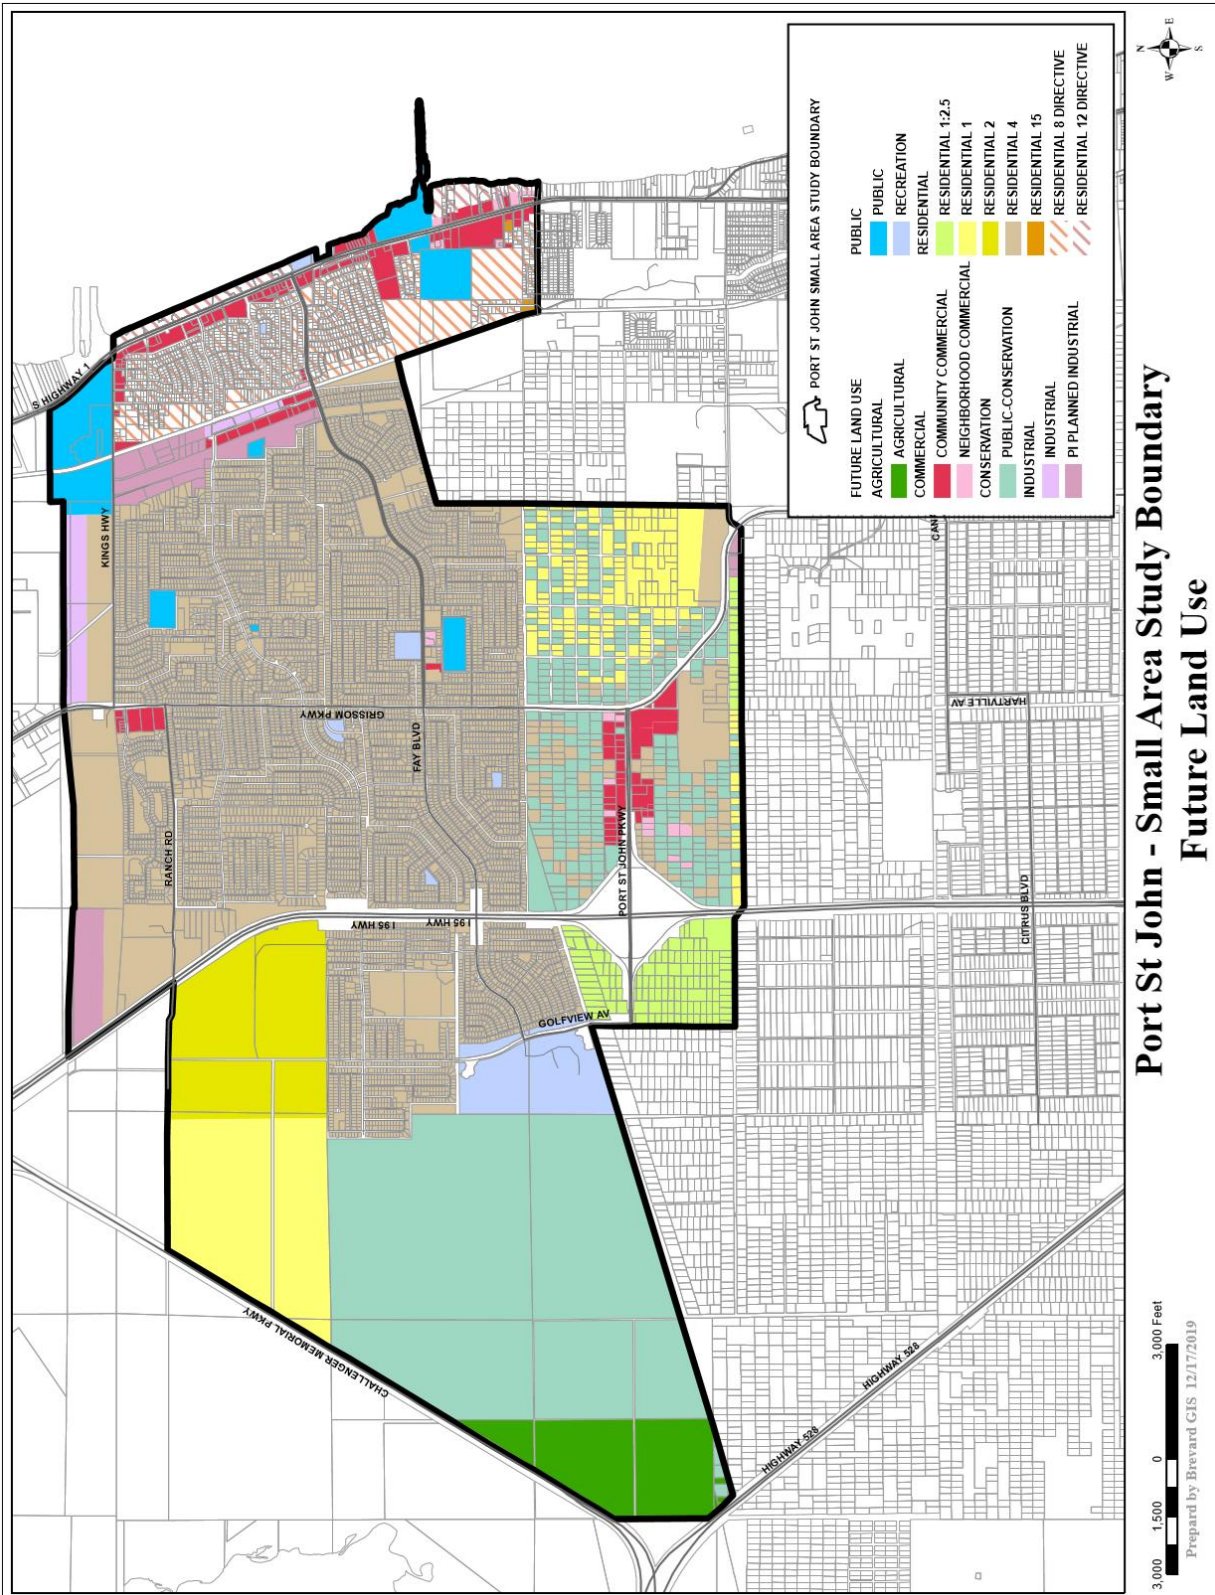 Port St John - Small Area Study Boundary
Future Land Use
N
W
E
S
S HIGHWAY 1
KINGS HWY
RANCH RD
GRISSOM PKWY
FAY BLVD
I 95 HWY
I 95 HWY
GOLFVIEW AV
PORT ST JOHN PKWY
CHALLENGER MEMORIAL PKWY
HIGHWAY 528
HIGHWAY 528
CITRUS BLVD
HARTVILLE AV
PORT ST JOHN SMALL AREA STUDY BOUNDARY
FUTURE LAND USE
AGRICULTURAL
AGRICULTURAL
COMMERCIAL
COMMUNITY COMMERCIAL
NEIGHBORHOOD COMMERCIAL
CONSERVATION
PUBLIC-CONSERVATION
INDUSTRIAL
INDUSTRIAL
PI PLANNED INDUSTRIAL
PUBLIC
PUBLIC
RECREATION
RESIDENTIAL
RESIDENTIAL 1:2.5
RESIDENTIAL 1
RESIDENTIAL 2
RESIDENTIAL 4
RESIDENTIAL 15
RESIDENTIAL 8 DIRECTIVE
RESIDENTIAL 12 DIRECTIVE
3,000 1,500 0 3,000 Feet
Prepard by Brevard GIS 12/17/2019